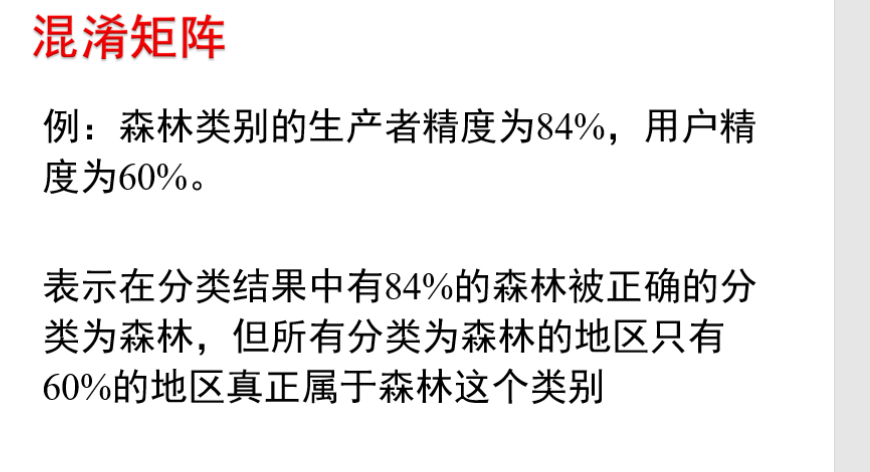 混淆矩阵
例：森林类别的生产者精度为84%，用户精
度为60%。
表示在分类结果中有84%的森林被正确的分
类为森林，但所有分类为森林的地区只有
60%的地区真正属于森林这个类别